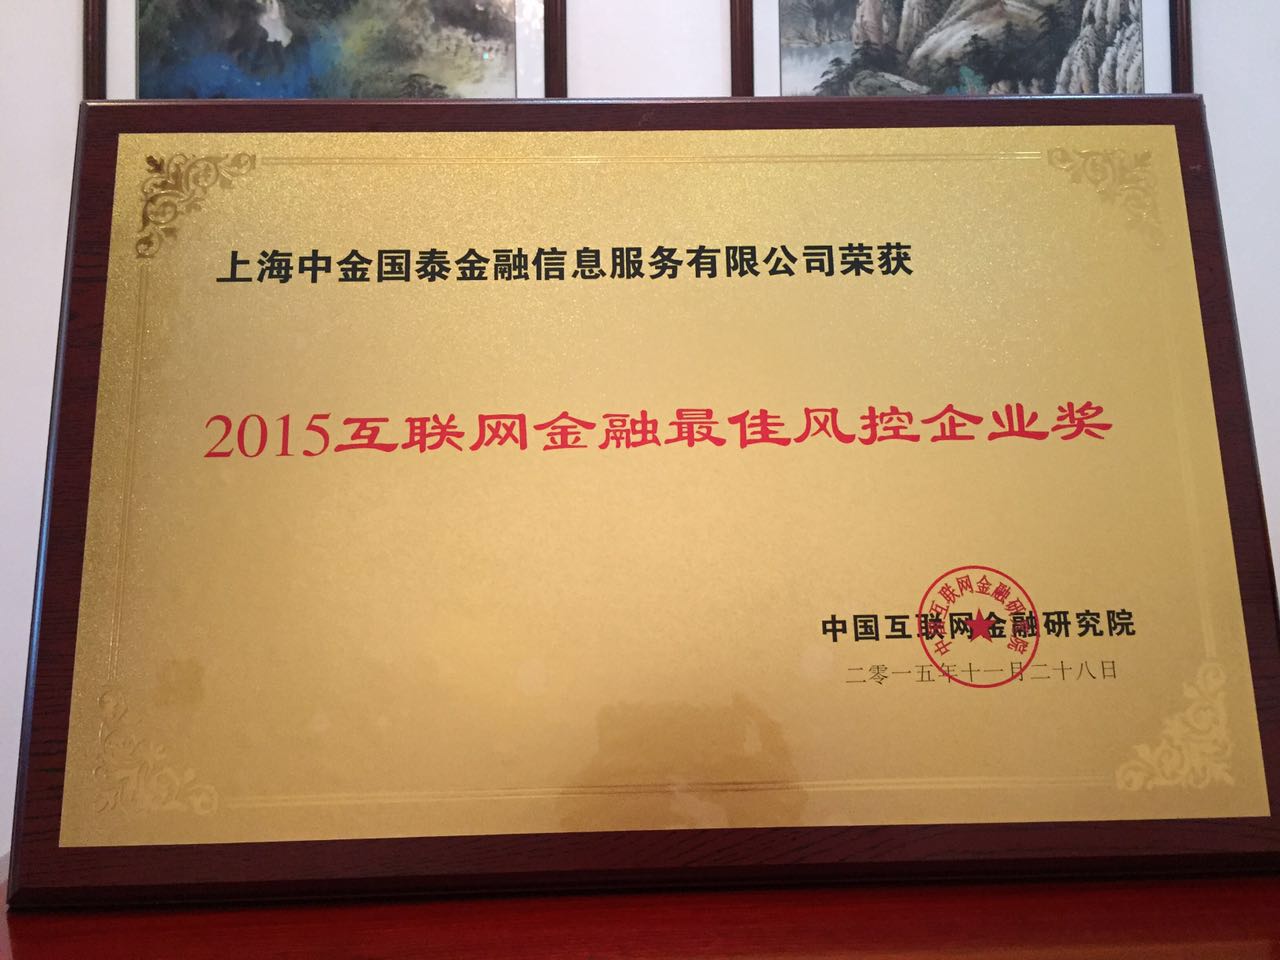 上海中金国泰金融信息服务有限公司荣获
2015互联网金融最佳风控企业奖
中国互联网金融研究院
中国互联网金融研究院
二零一五年十一月二十八日